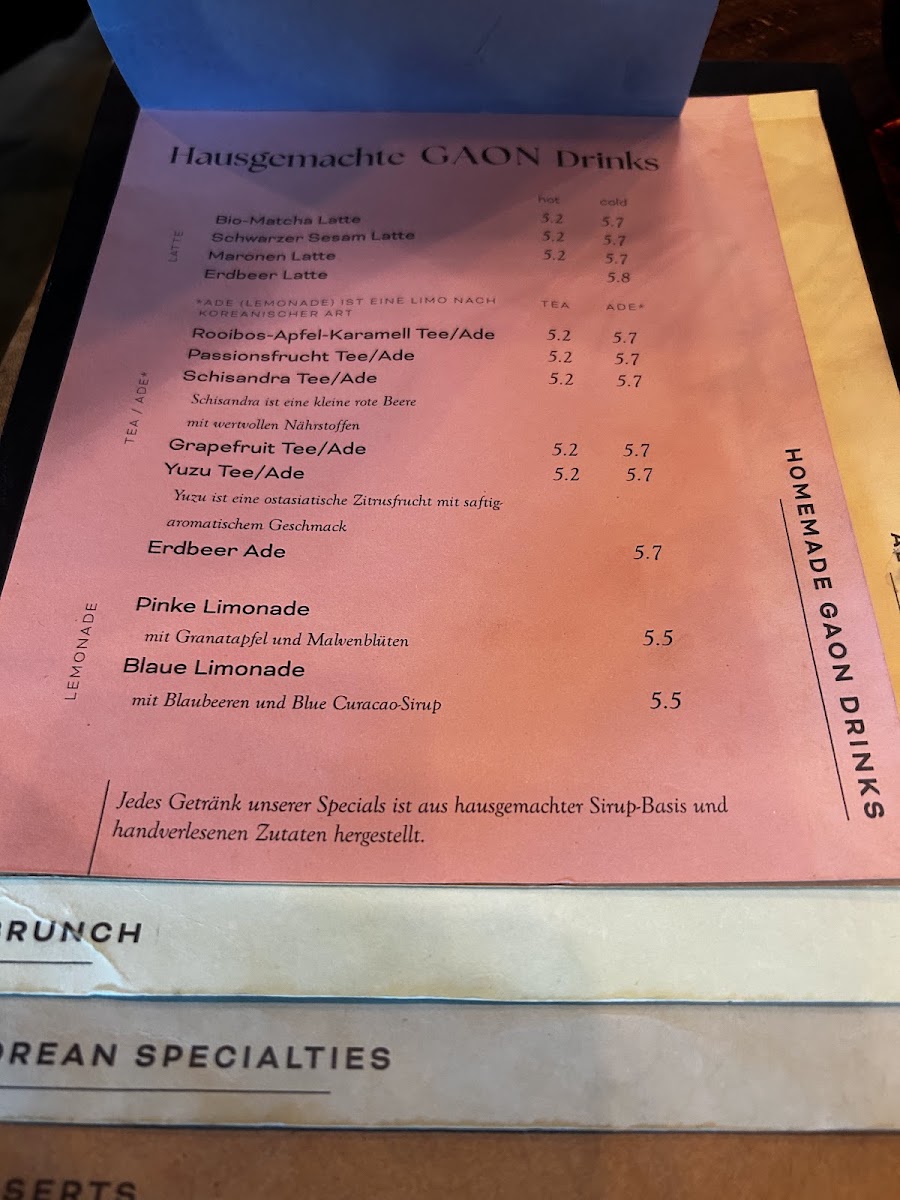 Hausgemachte GAON Drinks
hot cold
LATTE
Bio-Matcha Latte 5.2 5.7
Schwarzer Sesam Latte 5.2 5.7
Maronen Latte 5.2 5.7
Erdbeer Latte 5.8
*ADE (LEMONADE) IST EINE LIMO NACH
KOREANISCHER ART
TEA ADE*
TEA / ADE*
Rooibos-Apfel-Karamell Tee/Ade 5.2 5.7
Passionsfrucht Tee/Ade 5.2 5.7
Schisandra Tee/Ade 5.2 5.7
Schisandra ist eine kleine rote Beere
mit wertvollen Nährstoffen
Grapefruit Tee/Ade 5.2 5.7
Yuzu Tee/Ade 5.2 5.7
Yuzu ist eine ostasiatische Zitrusfrucht mit saftig-
aromatischem Geschmack
Erdbeer Ade 5.7
LEMONADE
Pinke Limonade
mit Granatapfel und Malvenblüten 5.5
Blaue Limonade
mit Blaubeeren und Blue Curacao-Sirup 5.5
Jedes Getränk unserer Specials ist aus hausgemachter Sirup-Basis und
handverlesenen Zutaten hergestellt.
HOMEMADE GAON DRINKS
BRUNCH
OREAN SPECIALTIES
SERTS